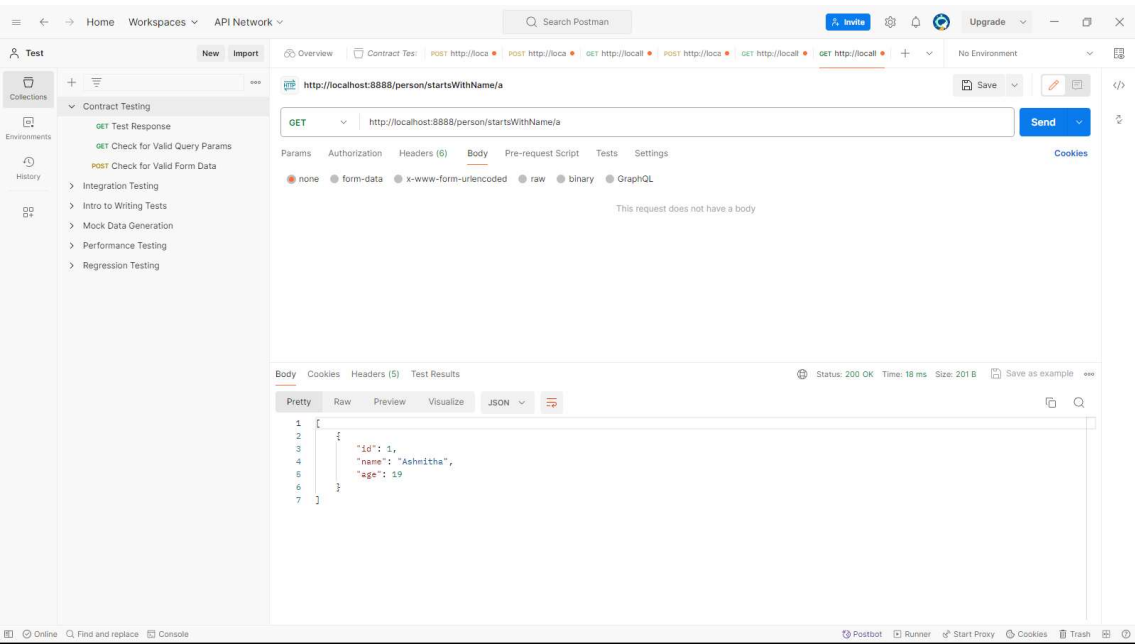 Home Workspaces API Network Search Postman Invite Upgrade
Test New Import Overview Contract Tes POST http://loca POST http://loca GET http://locall POST http://loca GET http://locall GET http://locall No Environment
Collections
Environments
History
Contract Testing
GET Test Response
GET Check for Valid Query Params
POST Check for Valid Form Data
Integration Testing
Intro to Writing Tests
Mock Data Generation
Performance Testing
Regression Testing
HTTP http://localhost:8888/person/startsWithName/a Save
GET http://localhost:8888/person/startsWithName/a Send
Params Authorization Headers (6) Body Pre-request Script Tests Settings Cookies
none form-data x-www-form-urlencoded raw binary GraphQL
This request does not have a body
Body Cookies Headers (5) Test Results Status: 200 OK Time: 18 ms Size: 201 B Save as example
Pretty Raw Preview Visualize JSON
1 [
2 {
3 "id": 1,
4 "name": "Ashmitha",
5 "age": 19
6 }
7 ]
Online Find and replace Console Postbot Runner Start Proxy Cookies Trash